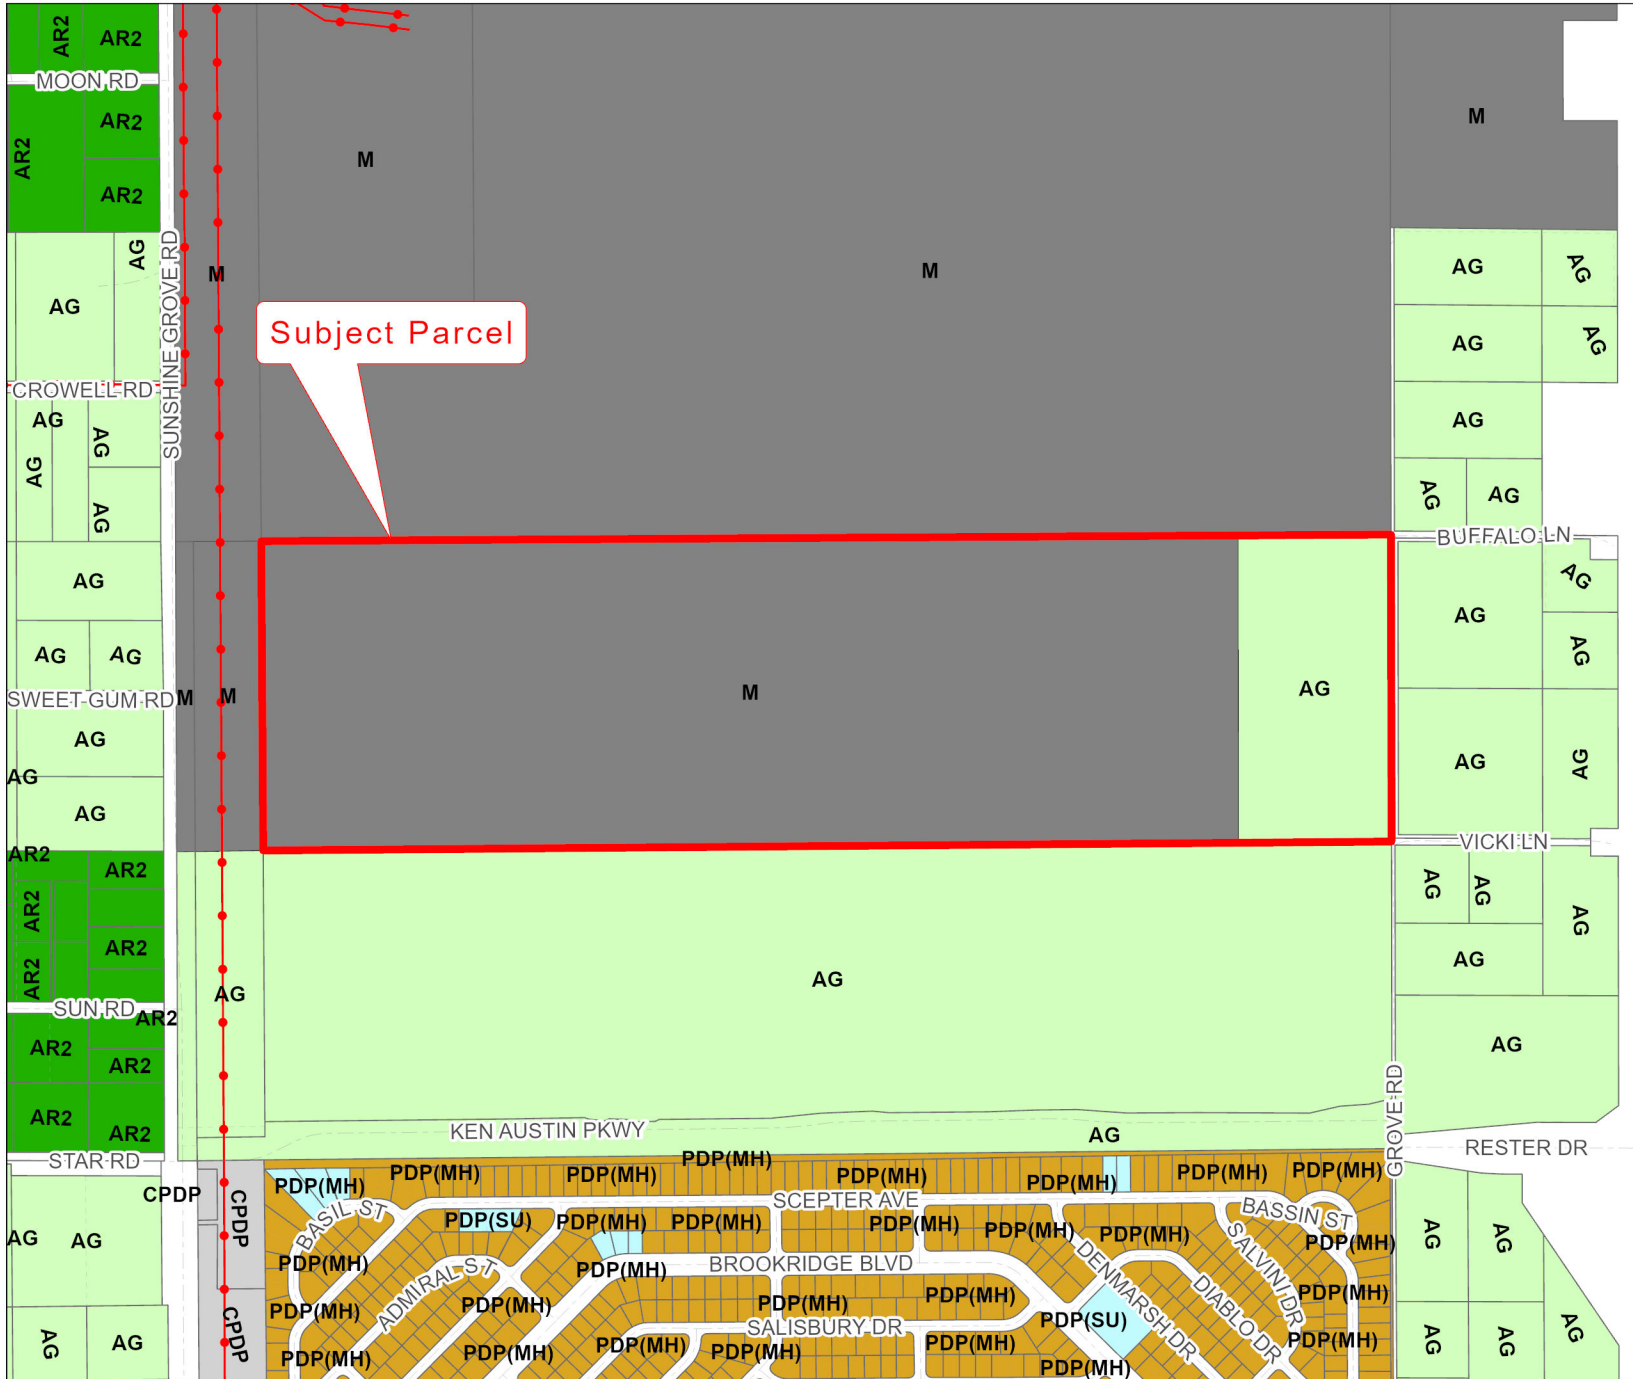 AR2
AR2
MOON RD
AR2
AR2
AR2
M
M
AG
AG
M
M
AG
AG
SUNSHINE GROVE RD
Subject Parcel
AG
AG
CROWELL RD
AG
AG
AG
AG
AG
AG
AG
BUFFALO LN
AG
AG
AG
AG
AG
AG
SWEET GUM RD
M
M
M
AG
AG
AG
AG
AG
AG
AG
VICKI LN
AR2
AR2
AR2
AR2
AR2
AG
AG
AG
AG
AG
AG
AG
SUN RD
AR2
AR2
AR2
AR2
AR2
AG
GROVE RD
KEN AUSTIN PKWY
AG
RESTER DR
STAR RD
PDP(MH)
PDP(MH)
PDP(MH)
PDP(MH)
PDP(MH)
PDP(MH)
PDP(MH)
PDP(MH)
CPDP
CPDP
SCEPTER AVE
BASIL ST
PDP(SU)
PDP(MH)
PDP(MH)
PDP(MH)
PDP(MH)
PDP(MH)
BASSIN ST
PDP(MH)
AG
AG
AG
AG
PDP(MH)
ADMIRAL ST
PDP(MH)
BROOKRIDGE BLVD
DENMARSH DR
SALVINI DR
DIABLO DR
PDP(MH)
PDP(MH)
PDP(MH)
PDP(MH)
PDP(MH)
PDP(SU)
CPDP
SALISBURY DR
AG
AG
PDP(MH)
PDP(MH)
PDP(MH)
PDP(MH)
PDP(MH)
PDP(MH)
PDP(MH)
AG
AG
AG